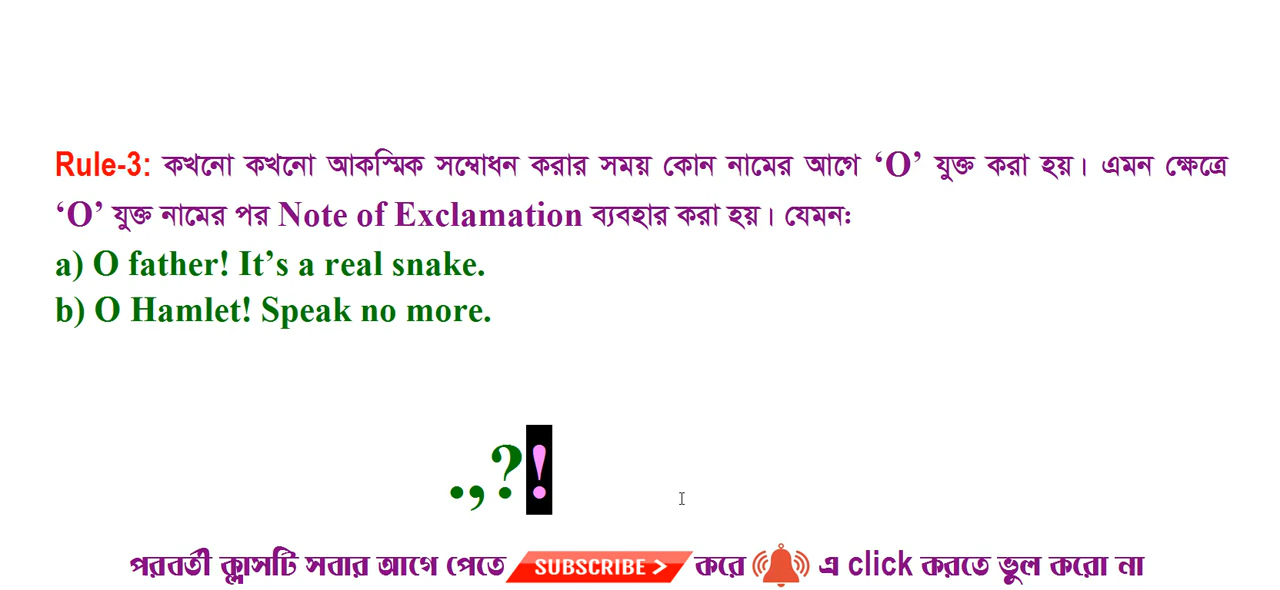 Rule-3: কখনো কখনো আকস্মিক সম্বোধন করার সময় কোন নামের আগে ‘O’ যুক্ত করা হয়। এমন ক্ষেত্রে
‘O’ যুক্ত নামের পর Note of Exclamation ব্যবহার করা হয়। যেমনঃ
a) O father! It’s a real snake.
b) O Hamlet! Speak no more.
.,?!
পরবর্তী ক্লাসটি সবার আগে পেতে SUBSCRIBE > করে এ click করতে ভুল করো না